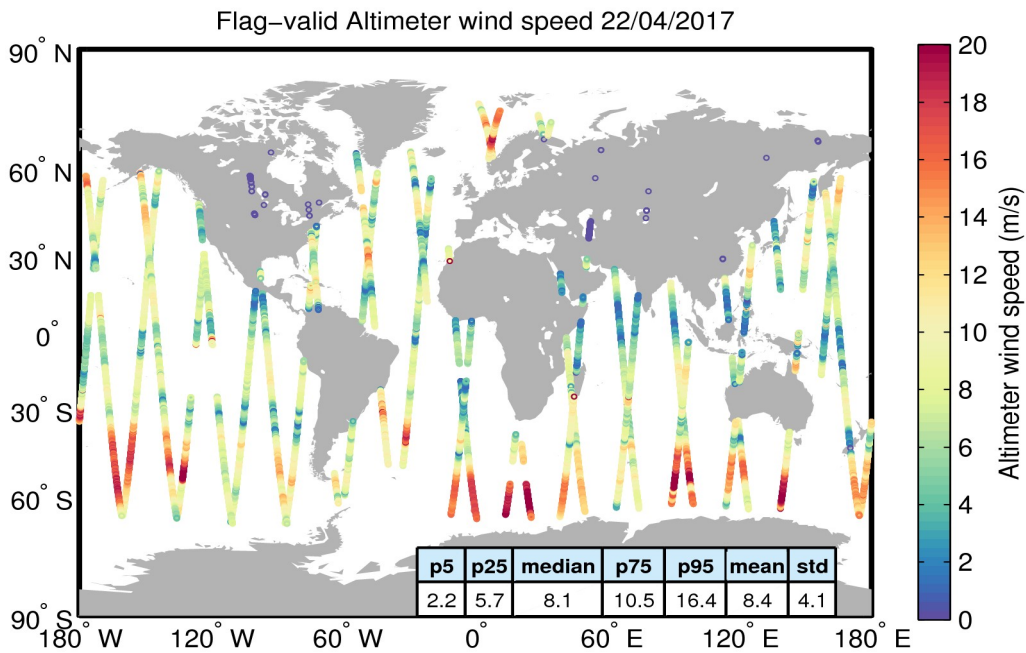 Flag−valid Altimeter wind speed 22/04/2017
90° N
60° N
30° N
0°
30° S
60° S
90° S
180° W
120° W
60° W
0°
60° E
120° E
180° E
p5 p25 median p75 p95 mean std
2.2 5.7 8.1 10.5 16.4 8.4 4.1
20
18
16
14
12
10
8
6
4
2
0
Altimeter wind speed (m/s)